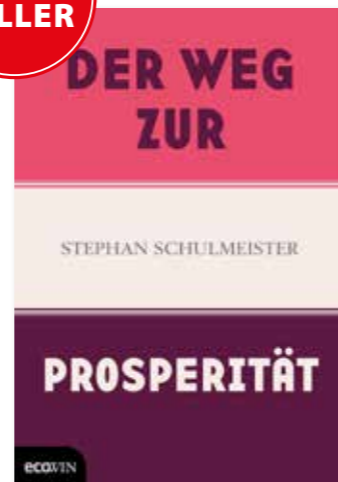 LLER
DER WEG
ZUR
STEPHAN SCHULMEISTER
PROSPERITÄT
ecoWIN